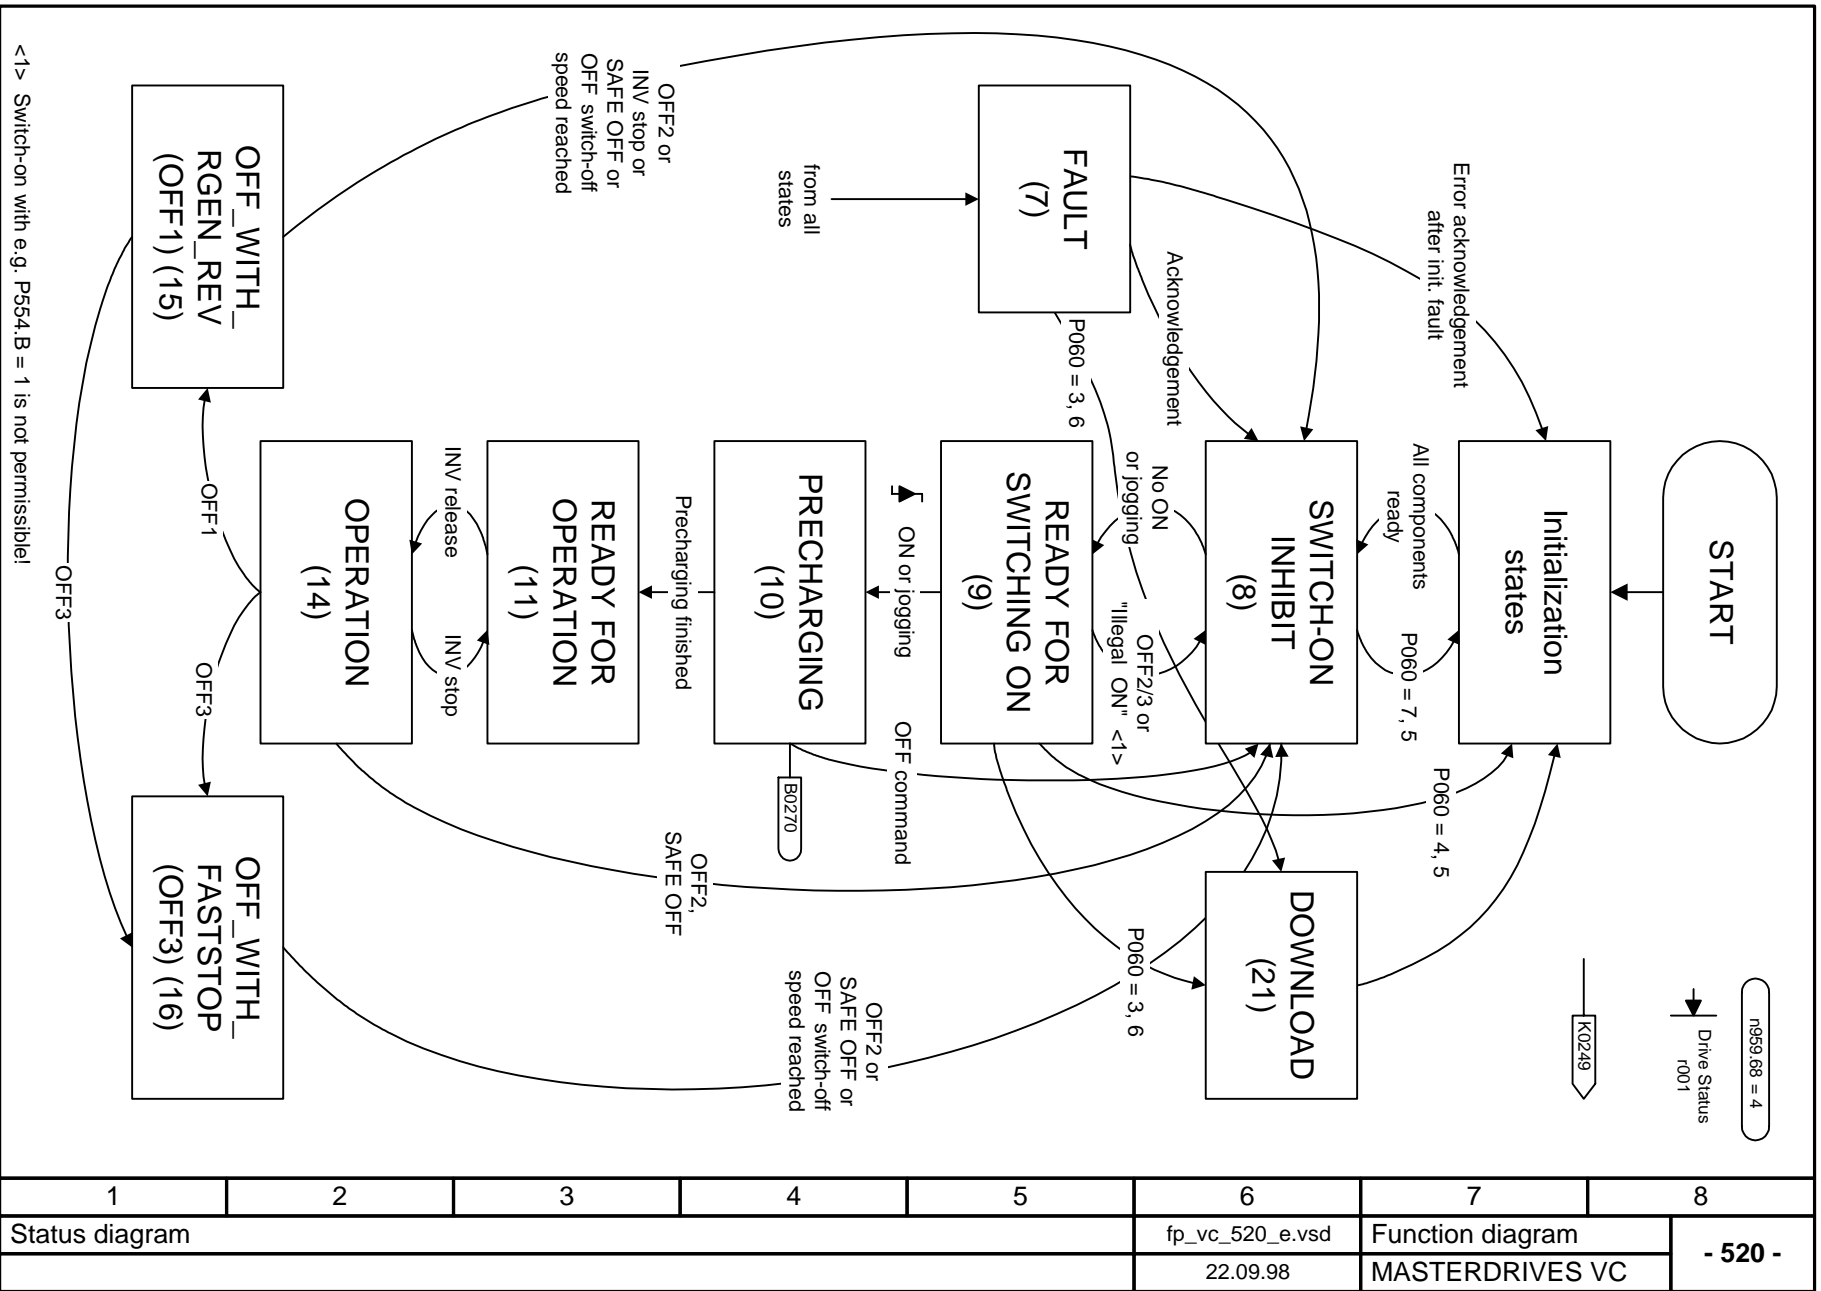 n959.68 = 4
Drive Status
r001
K0249
START
Initialization
states
Error acknowledgement
after init. fault
All components
ready
P060 = 7, 5
P060 = 4, 5
SWITCH-ON
INHIBIT
(8)
DOWNLOAD
(21)
Acknowledgement
No ON
or jogging
OFF2/3 or
"Illegal ON" <1>
P060 = 3, 6
P060 = 3, 6
FAULT
(7)
READY FOR
SWITCHING ON
(9)
from all
states
ON or jogging
OFF command
PRECHARGING
(10)
B0270
OFF2 or
SAFE OFF or
OFF switch-off
speed reached
OFF2 or
INV stop or
SAFE OFF or
OFF switch-off
speed reached
Precharging finished
OFF2,
SAFE OFF
READY FOR
OPERATION
(11)
INV release
INV stop
OPERATION
(14)
OFF1
OFF3
OFF_WITH_
RGEN_REV
(OFF1) (15)
OFF_WITH_
FASTSTOP
(OFF3) (16)
OFF3
<1> Switch-on with e.g. P554.B = 1 is not permissible!
1 2 3 4 5 6 7 8
Status diagram fp_vc_520_e.vsd Function diagram - 520 -
22.09.98 MASTERDRIVES VC